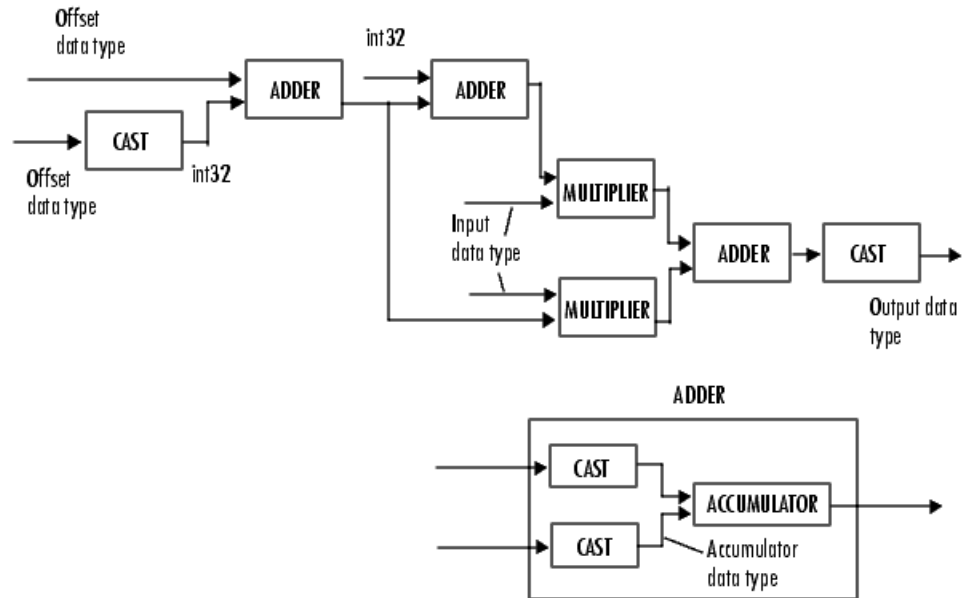 Offset
data type
int32
ADDER
ADDER
CAST
int32
Offset
data type
MULTIPLIER
Input
data type
ADDER
CAST
MULTIPLIER
Output data
type
ADDER
CAST
ACCUMULATOR
CAST
Accumulator
data type